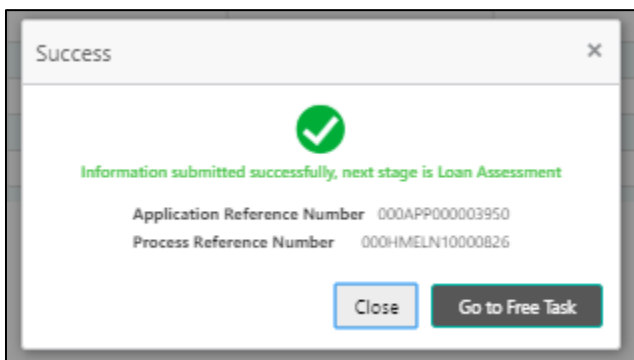 Success ×
Information submitted successfully, next stage is Loan Assessment
Application Reference Number 000APP000003950
Process Reference Number 000HMELN10000826
Close Go to Free Task